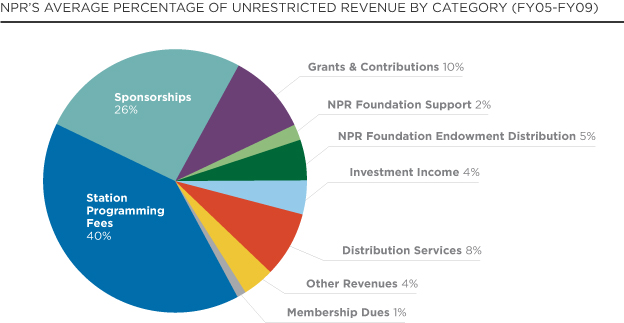 NPR'S AVERAGE PERCENTAGE OF UNRESTRICTED REVENUE BY CATEGORY (FY05-FY09)
Grants & Contributions 10%
Sponsorships
26%
NPR Foundation Support 2%
NPR Foundation Endowment Distribution 5%
Investment Income 4%
Station
Programming
Fees
40%
Distribution Services 8%
Other Revenues 4%
Membership Dues 1%